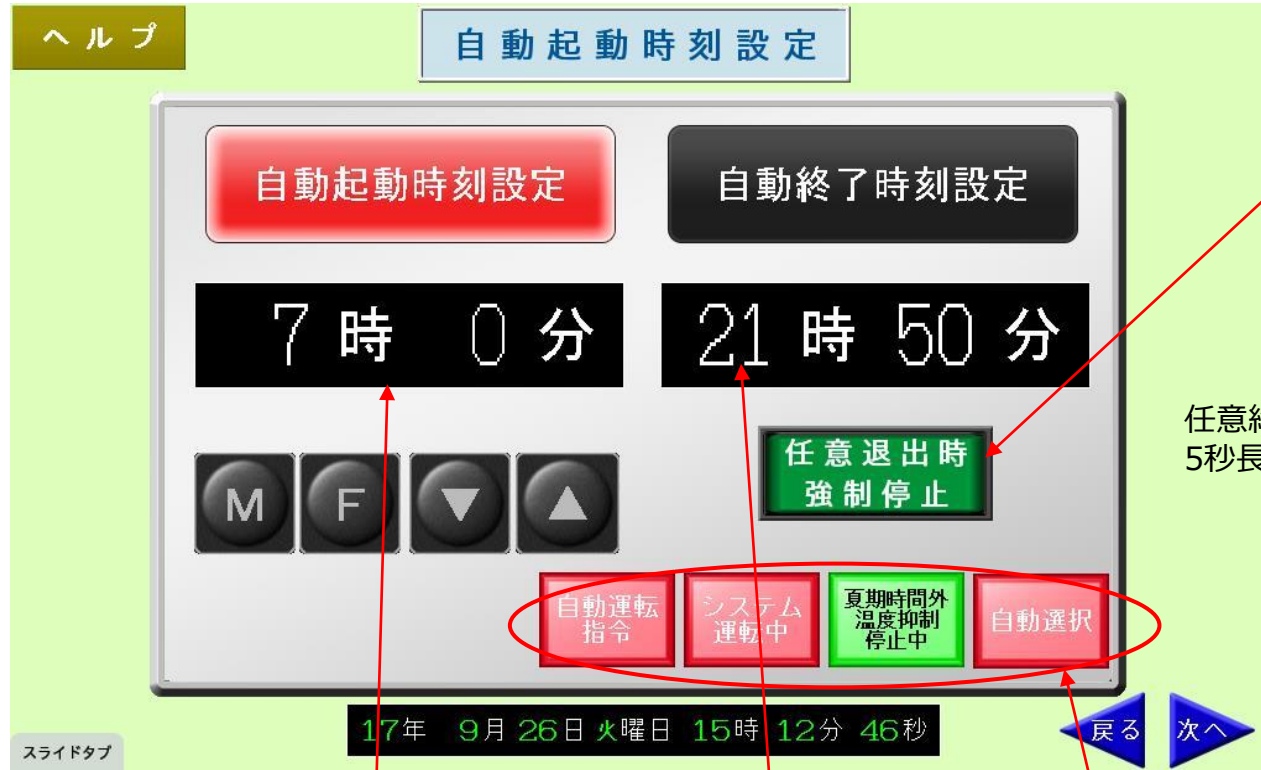 ヘルプ
自動起動時刻設定
自動起動時刻設定
自動終了時刻設定
7時 0分
21時 50分
任意退出時
強制停止
M F ▼ ▲
自動運転
指令
システム
運転中
夏期時間外
温度抑制
停止中
自動選択
17年 9月26日火曜日 15時12分46秒
戻る
次へ
スライドタブ
任意
5秒長